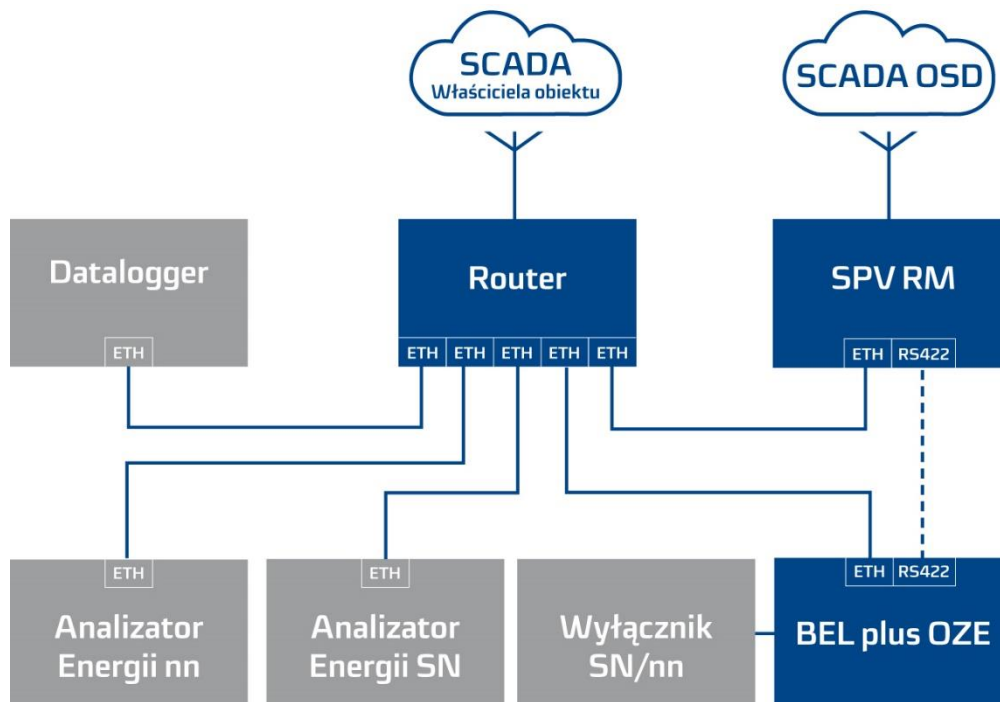 SCADA
Właściciela obiektu
SCADA OSD
Datalogger
ETH
Router
ETH ETH ETH ETH ETH
SPV RM
ETH RS422
ETH
Analizator
Energii nn
ETH
Analizator
Energii SN
Wyłącznik
SN/nn
ETH RS422
BEL plus OZE